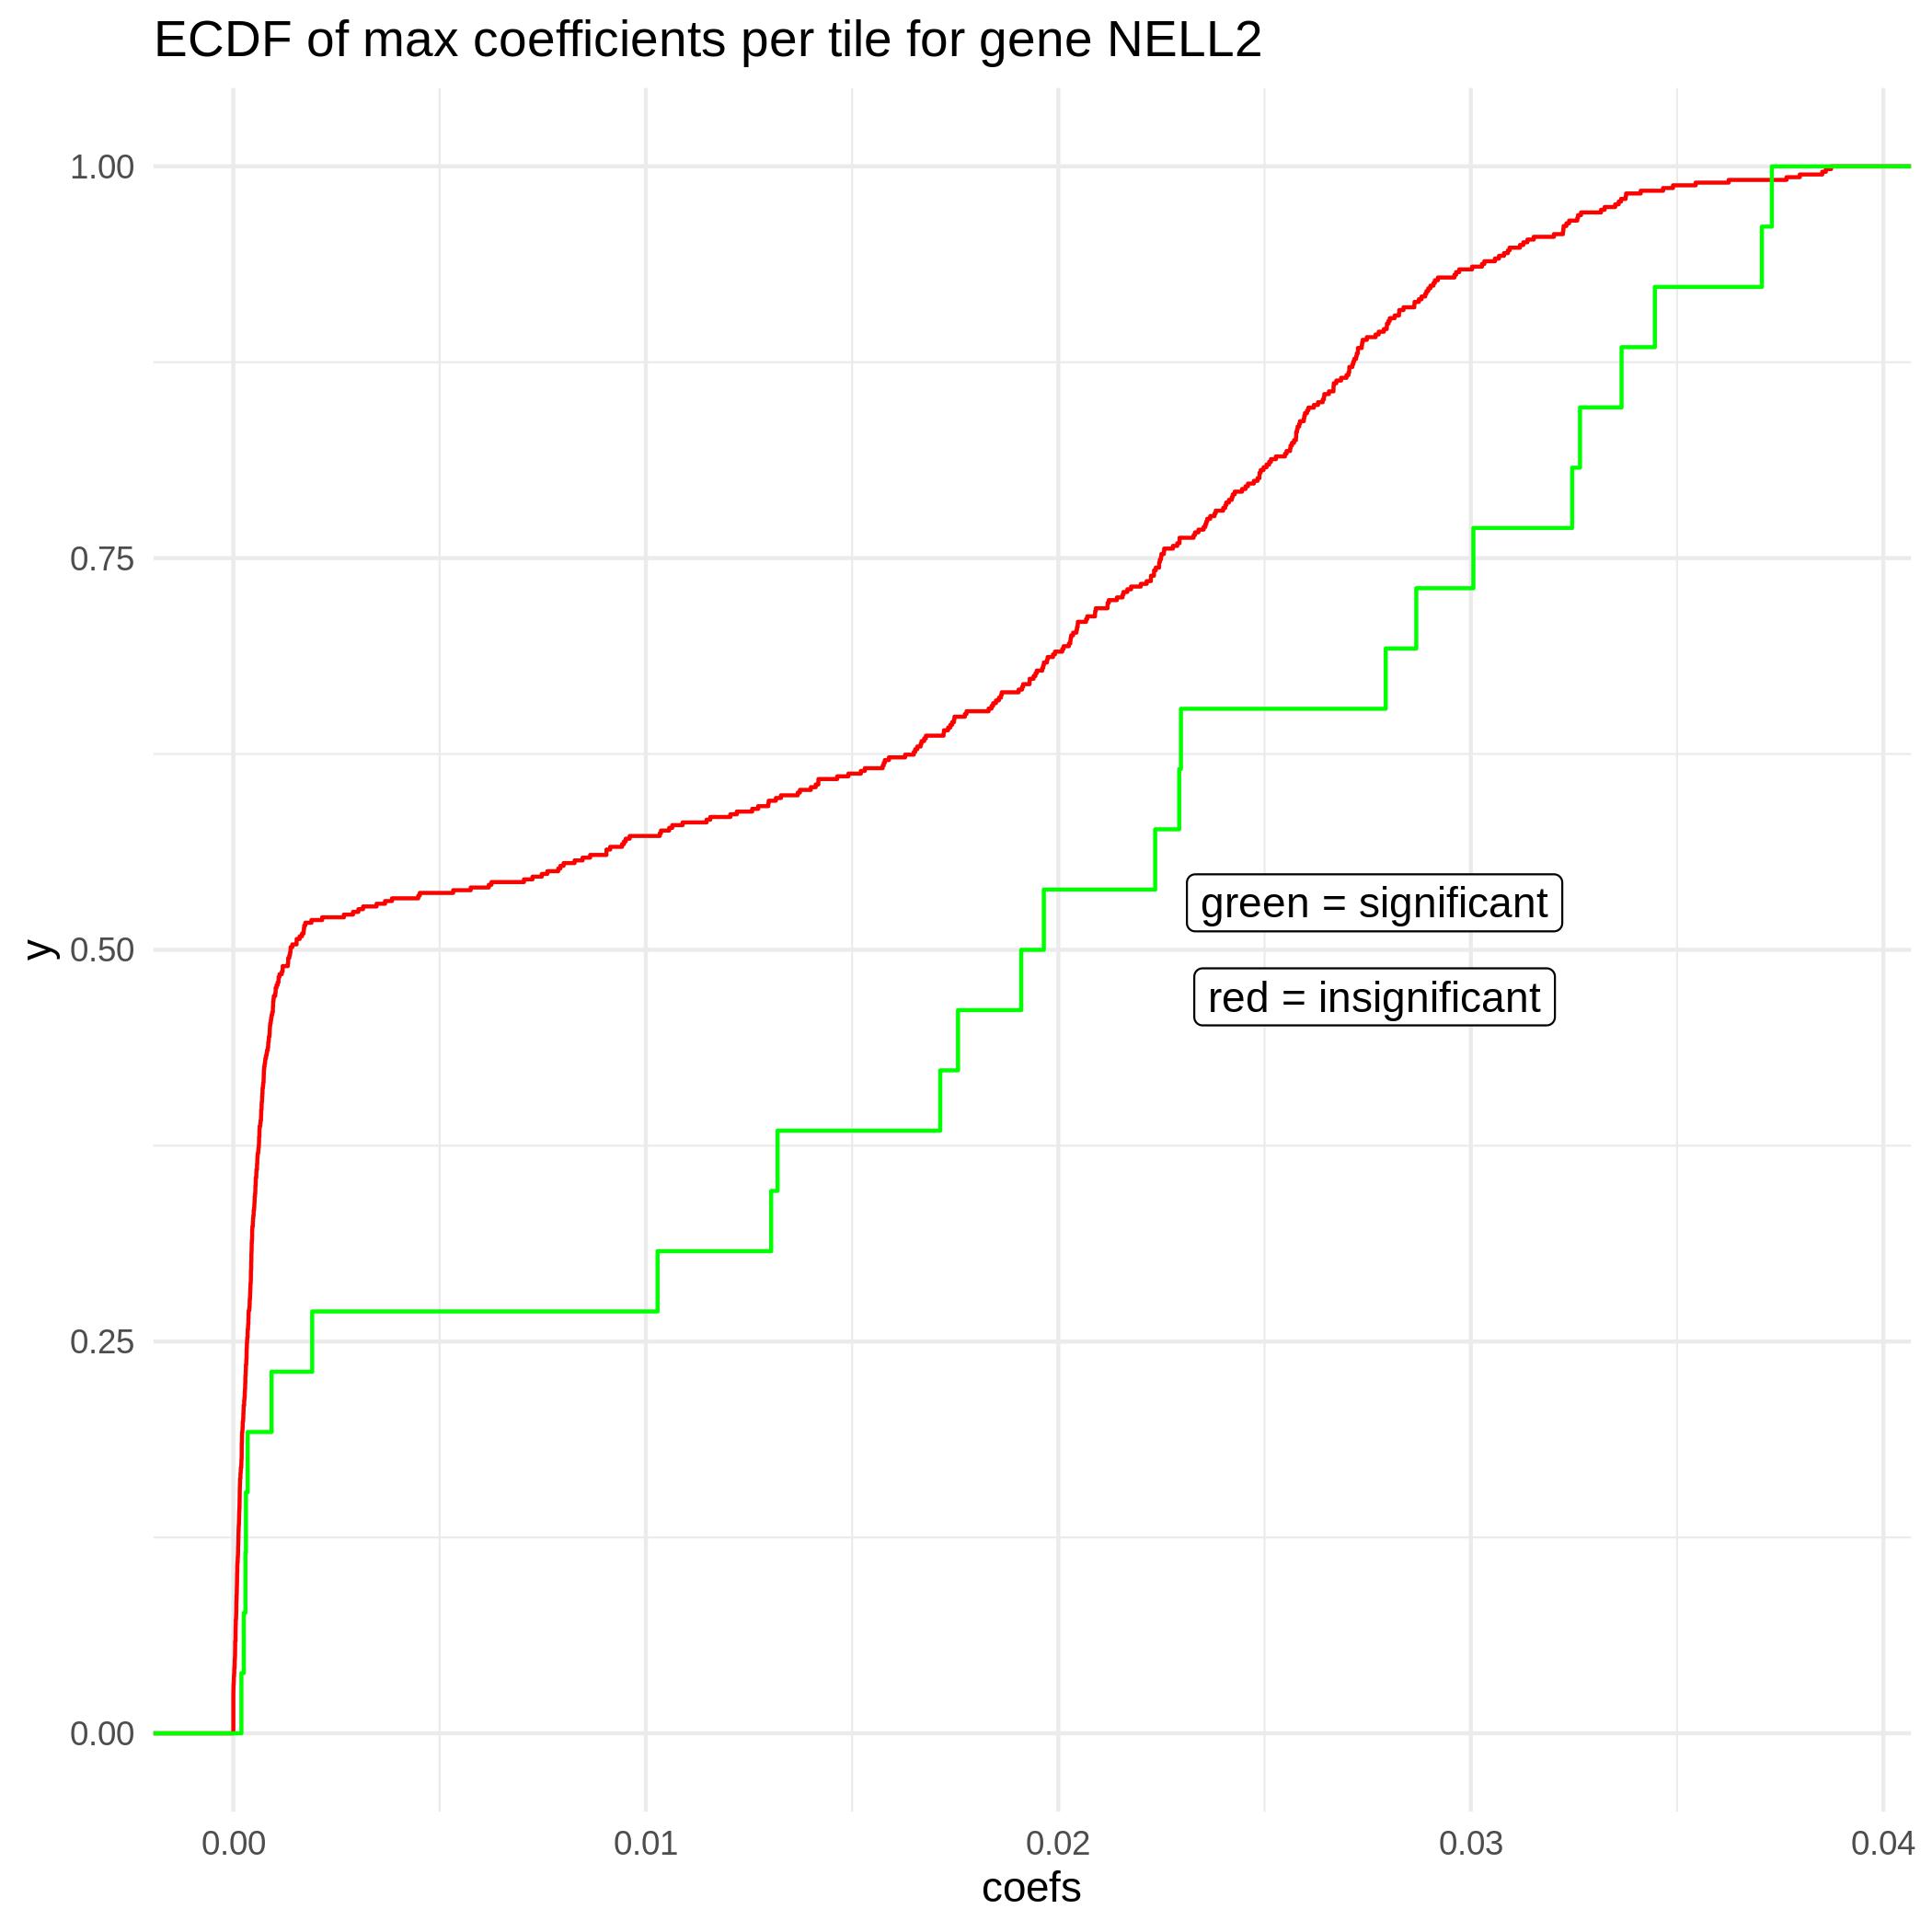 ECDF of max coefficients per tile for gene NELL2
1.00
0.75
0.50
0.25
0.00
y
green = significant
red = insignificant
0.00 0.01 0.02 0.03 0.04
coefs